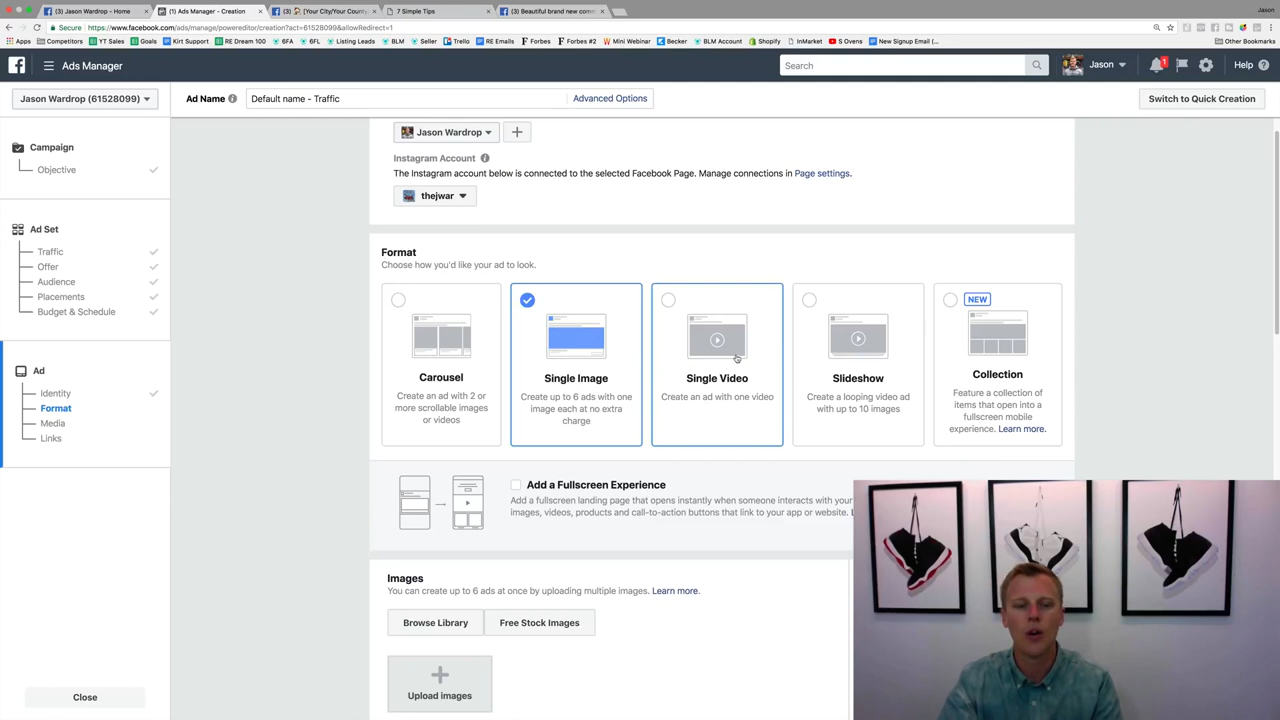 (3) Jason Wardrop - Home
(1) Ads Manager - Creation
(3) 🏠 [Your City/Your County
7 Simple Tips
(3) Beautiful brand new comm
Jason
Secure
https://www.facebook.com/ads/manage/powereditor/creation?act=61528099&allowRedirect=1
Apps
Competitors
YT Sales
Goals
Kirt Support
RE Dream 100
6FA
6FL
Listing Leads
BLM
Seller
Trello
RE Emails
Forbes
Forbes #2
Mini Webinar
Becker
BLM Account
Shopify
InMarket
S Ovens
New Signup Email (...
Other Bookmarks
Ads Manager
Search
Jason
1
Help
Jason Wardrop (61528099)
Ad Name
Default name - Traffic
Advanced Options
Switch to Quick Creation
Campaign
Objective
Ad Set
Traffic
Offer
Audience
Placements
Budget & Schedule
Ad
Identity
Format
Media
Links
Close
Jason Wardrop
Instagram Account
The Instagram account below is connected to the selected Facebook Page. Manage connections in Page settings.
thejwar
Format
Choose how you'd like your ad to look.
Carousel
Create an ad with 2 or
more scrollable images
or videos
Single Image
Create up to 6 ads with one
image each at no extra
charge
Single Video
Create an ad with one video
Slideshow
Create a looping video ad
with up to 10 images
NEW
Collection
Feature a collection of
items that open into a
fullscreen mobile
experience. Learn more.
Add a Fullscreen Experience
Add a fullscreen landing page that opens instantly when someone interacts with your
images, videos, products and call-to-action buttons that link to your app or website.
Images
You can create up to 6 ads at once by uploading multiple images. Learn more.
Browse Library
Free Stock Images
Upload images